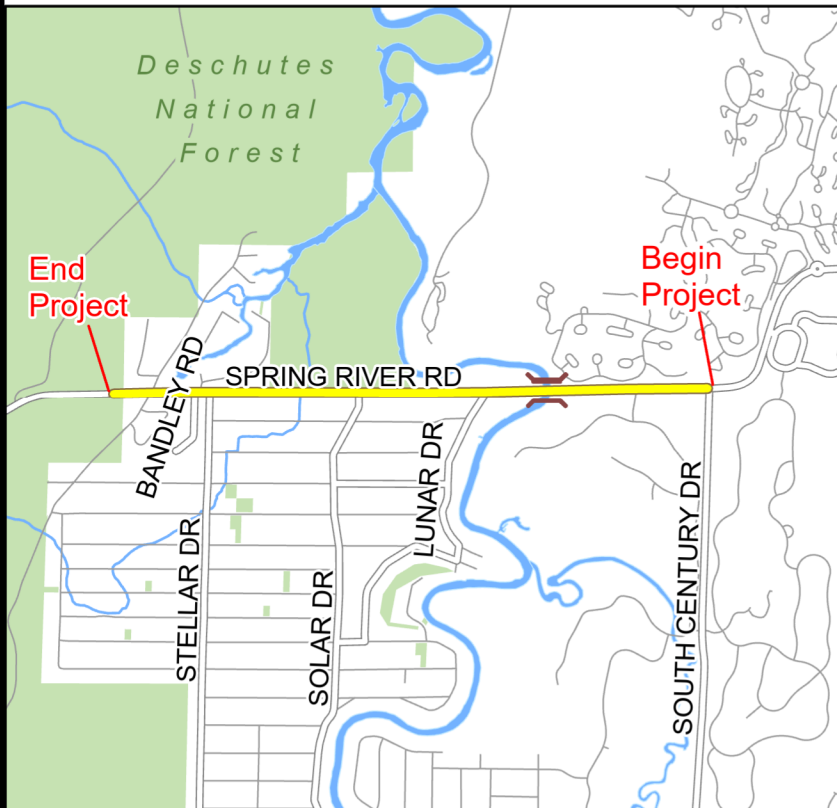 Deschutes
National
Forest
End
Project
Begin
Project
SPRING RIVER RD
BANDLEY RD
LUNAR DR
STELLAR DR
SOLAR DR
SOUTH CENTURY DR